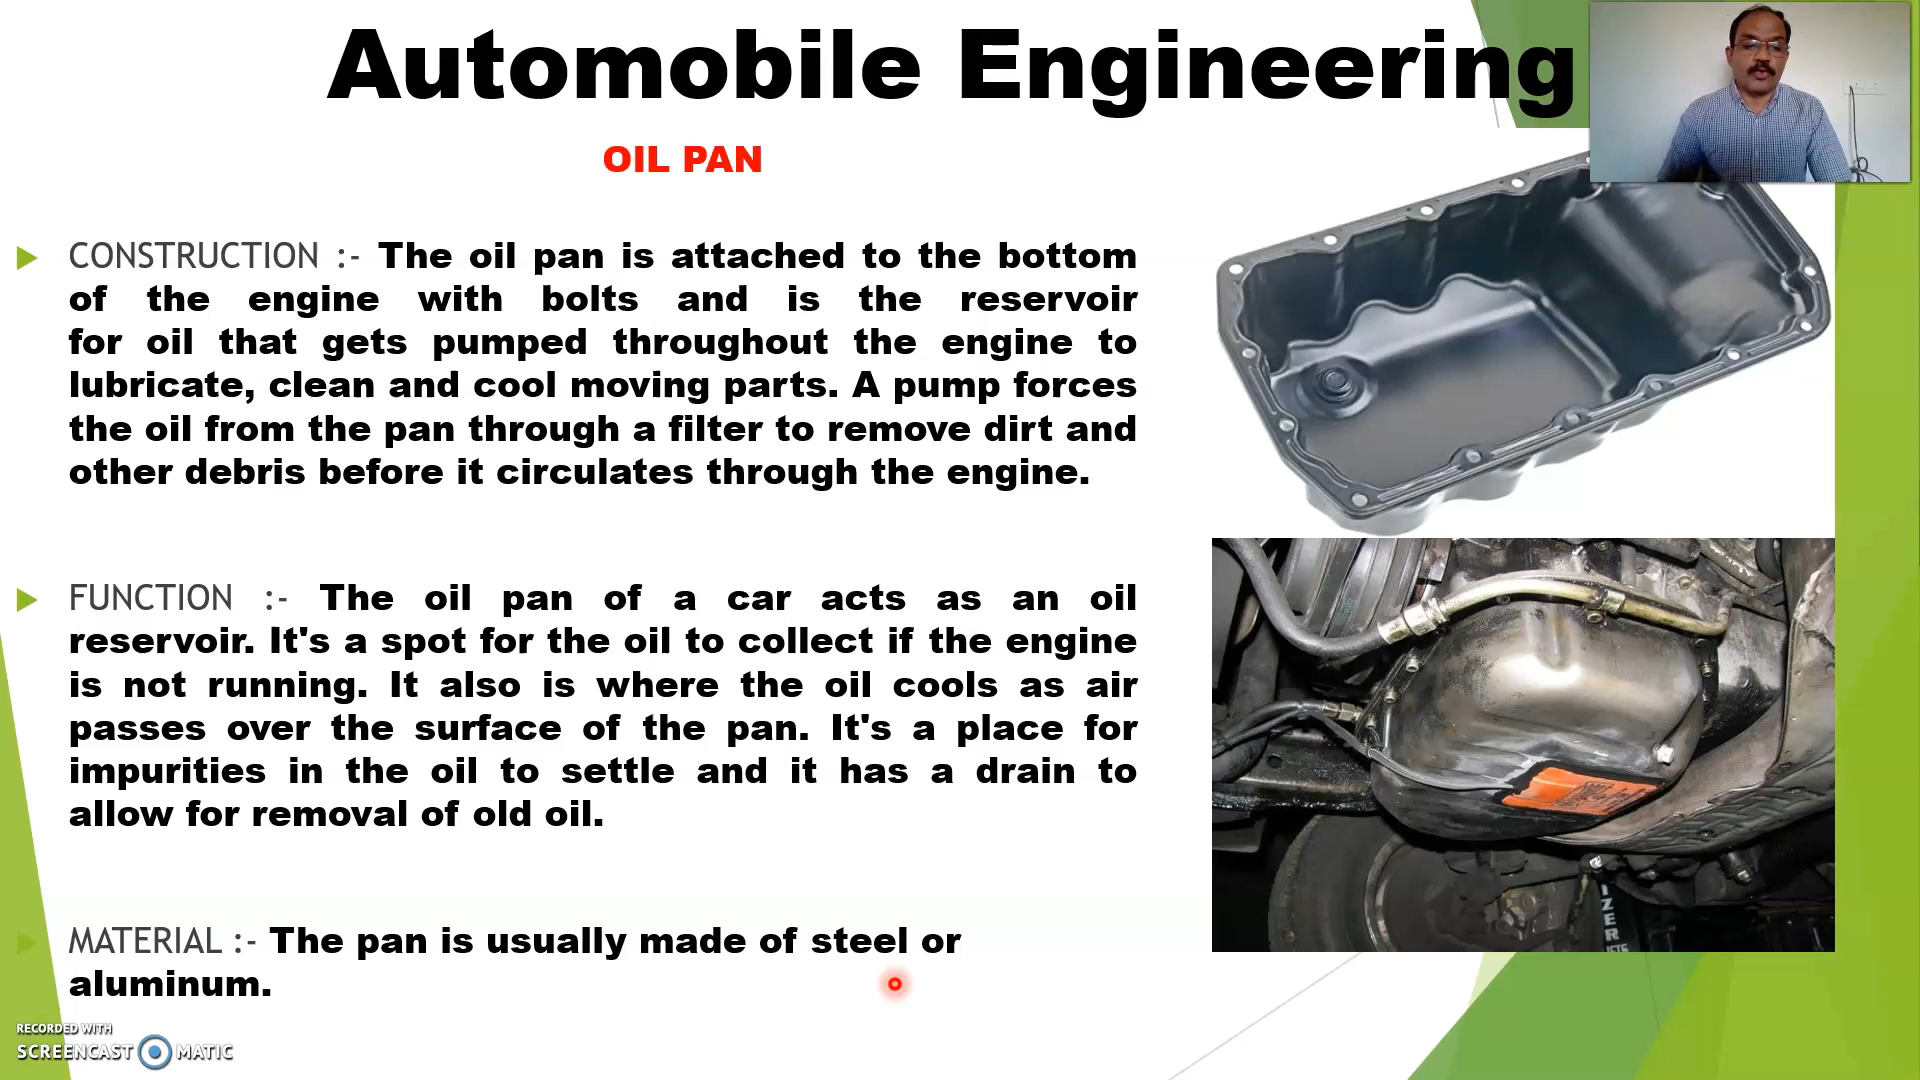 Automobile Engineering
OIL PAN
CONSTRUCTION :- The oil pan is attached to the bottom
of the engine with bolts and is the reservoir
for oil that gets pumped throughout the engine to
lubricate, clean and cool moving parts. A pump forces
the oil from the pan through a filter to remove dirt and
other debris before it circulates through the engine.
FUNCTION :- The oil pan of a car acts as an oil
reservoir. It's a spot for the oil to collect if the engine
is not running. It also is where the oil cools as air
passes over the surface of the pan. It's a place for
impurities in the oil to settle and it has a drain to
allow for removal of old oil.
MATERIAL :- The pan is usually made of steel or
aluminum.
RECORDED WITH
SCREENCAST MATIC